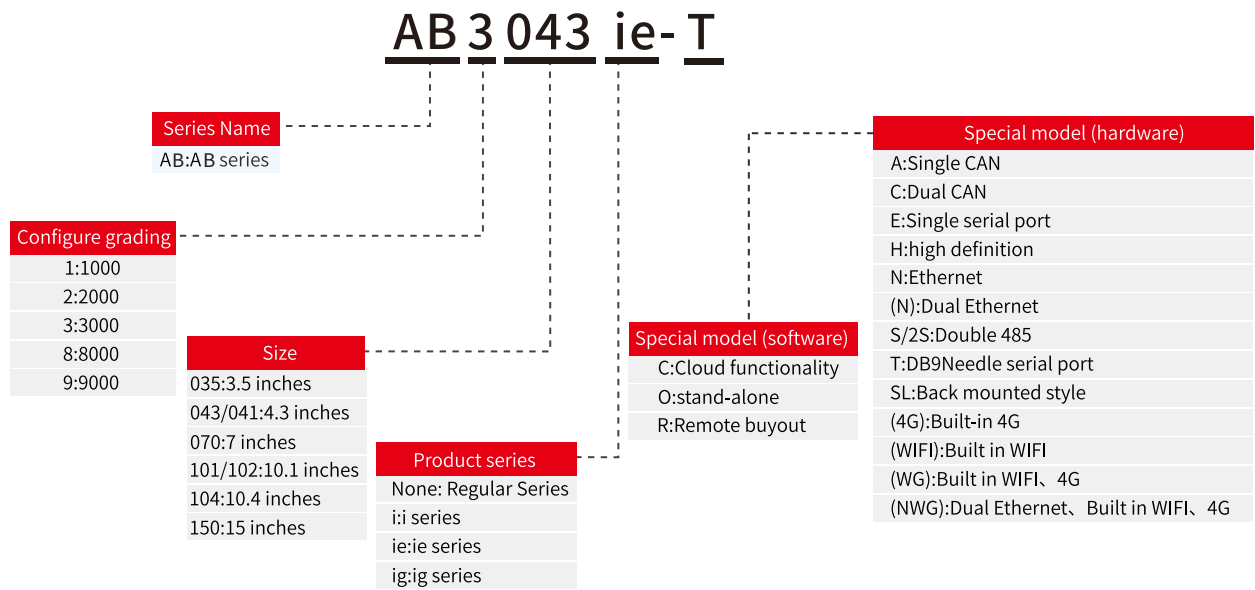 AB3043ie-T
Series Name
AB:AB series
Configure grading
1:1000
2:2000
3:3000
8:8000
9:9000
Size
035:3.5 inches
043/041:4.3 inches
070:7 inches
101/102:10.1 inches
104:10.4 inches
150:15 inches
Product series
None: Regular Series
i:i series
ie:ie series
ig:ig series
Special model (software)
C:Cloud functionality
O:stand-alone
R:Remote buyout
Special model (hardware)
A:Single CAN
C:Dual CAN
E:Single serial port
H:high definition
N:Ethernet
(N):Dual Ethernet
S/2S:Double 485
T:DB9Needle serial port
SL:Back mounted style
(4G):Built-in 4G
(WIFI):Built in WIFI
(WG):Built in WIFI、4G
(NWG):Dual Ethernet、Built in WIFI、4G